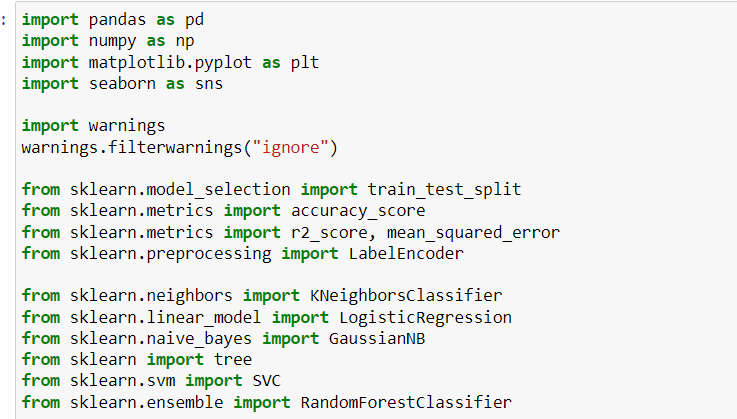 :
import pandas as pd
import numpy as np
import matplotlib.pyplot as plt
import seaborn as sns
import warnings
warnings.filterwarnings("ignore")
from sklearn.model_selection import train_test_split
from sklearn.metrics import accuracy_score
from sklearn.metrics import r2_score, mean_squared_error
from sklearn.preprocessing import LabelEncoder
from sklearn.neighbors import KNeighborsClassifier
from sklearn.linear_model import LogisticRegression
from sklearn.naive_bayes import GaussianNB
from sklearn import tree
from sklearn.svm import SVC
from sklearn.ensemble import RandomForestClassifier